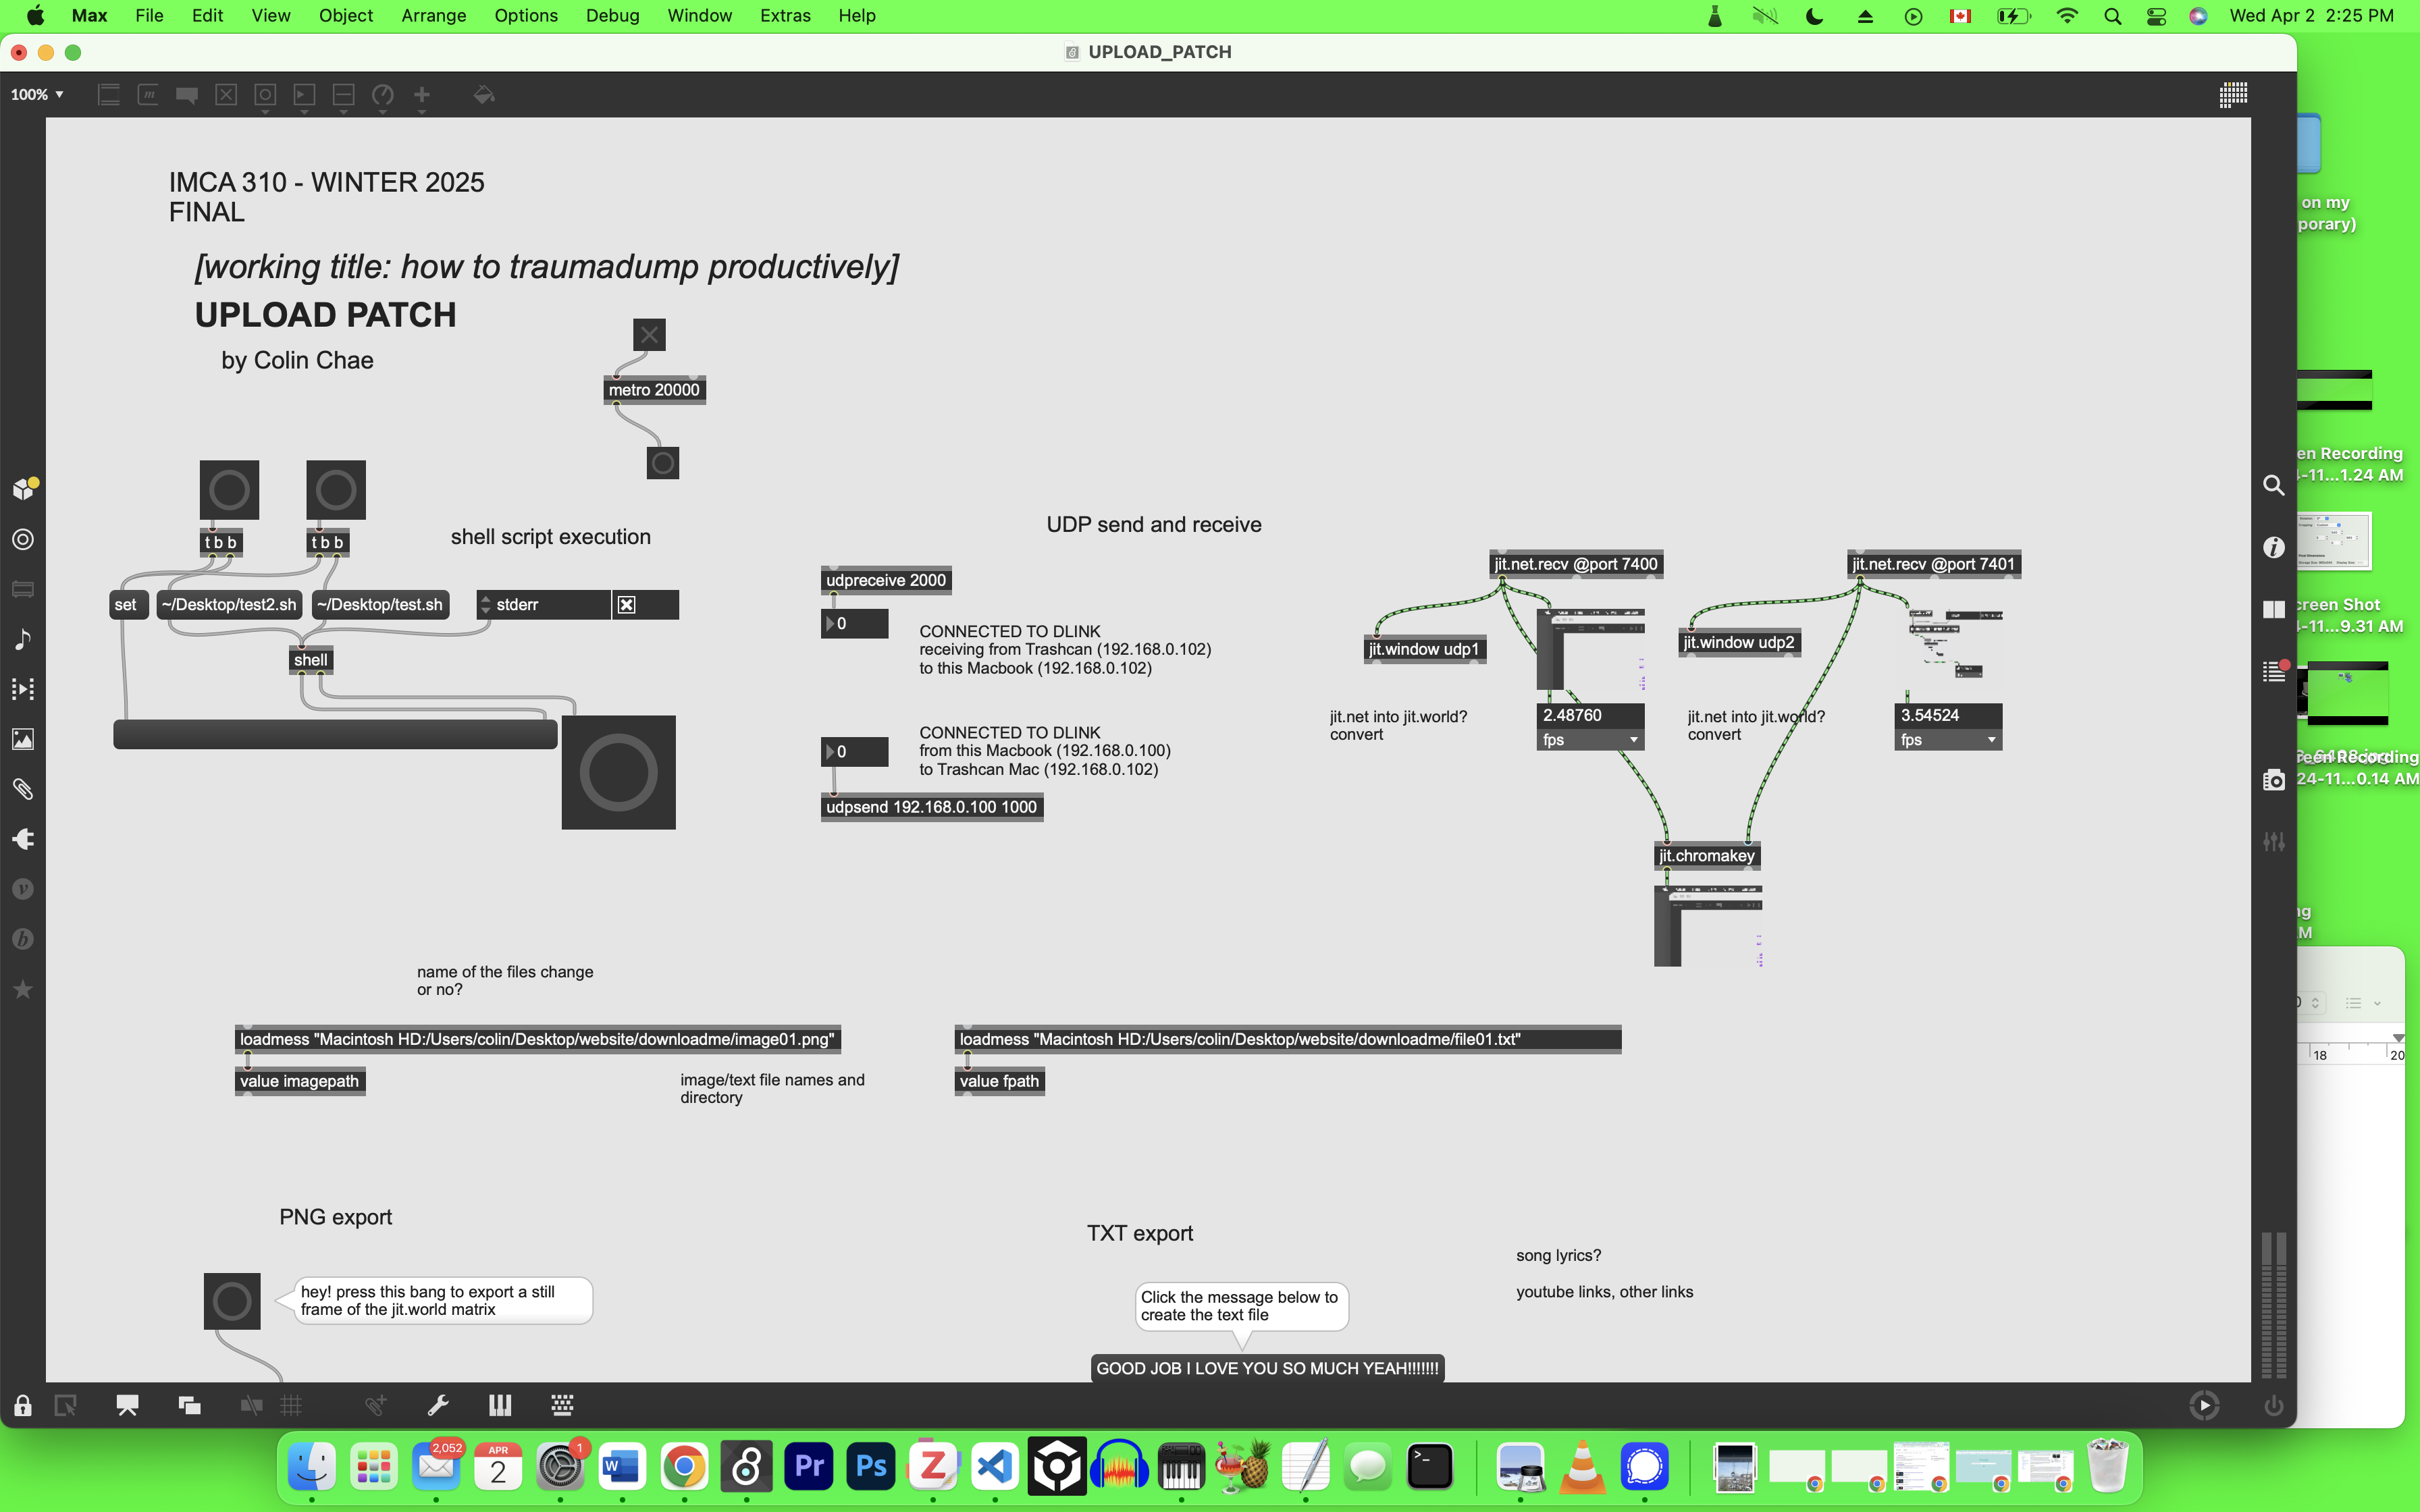 Max File Edit View Object Arrange Options Debug Window Extras Help
Wed Apr 2 2:25 PM
UPLOAD_PATCH
100%
IMCA 310 - WINTER 2025
FINAL
[working title: how to traumadump productively]
UPLOAD PATCH
by Colin Chae
metro 20000
t b b
t b b
shell script execution
set
~/Desktop/test2.sh
~/Desktop/test.sh
stderr
shell
UDP send and receive
udpreceive 2000
0
CONNECTED TO DLINK
receiving from Trashcan (192.168.0.102)
to this Macbook (192.168.0.102)
0
CONNECTED TO DLINK
from this Macbook (192.168.0.100)
to Trashcan Mac (192.168.0.102)
udpsend 192.168.0.100 1000
jit.net.recv @port 7400
jit.window udp1
jit.net into jit.world?
convert
2.48760
fps
jit.net.recv @port 7401
jit.window udp2
jit.net into jit.world?
convert
3.54524
fps
jit.chromakey
name of the files change
or no?
loadmess "Macintosh HD:/Users/colin/Desktop/website/downloadme/image01.png"
value imagepath
image/text file names and
directory
loadmess "Macintosh HD:/Users/colin/Desktop/website/downloadme/file01.txt"
value fpath
PNG export
hey! press this bang to export a still
frame of the jit.world matrix
TXT export
Click the message below to
create the text file
GOOD JOB I LOVE YOU SO MUCH YEAH!!!!!!!
song lyrics?
youtube links, other links
on my
porary)
en Recording
-11...1.24 AM
creen Shot
-11...9.31 AM
een Recording
24-11...0.14 AM
ng
M
18
20
2,052
APR
2
1
W
Pr
Ps
Z